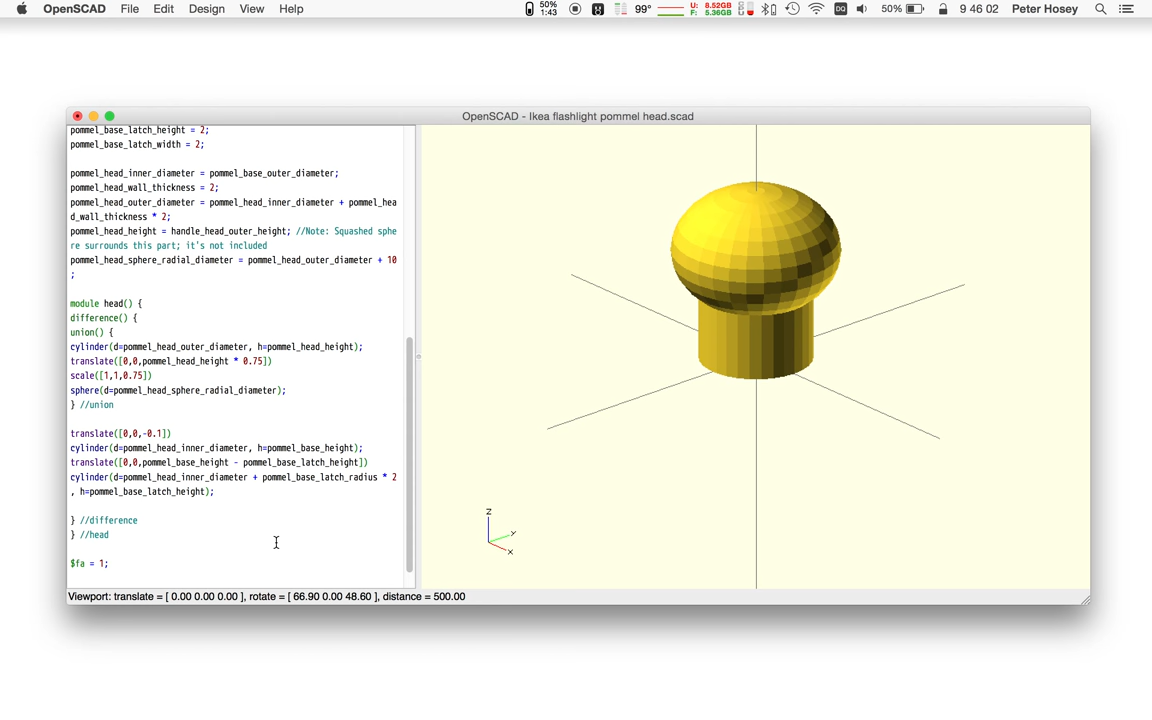 OpenSCAD File Edit Design View Help 50% 1:43 99° U: 8.52GB F: 5.36GB DQ 50% 9 46 02 Peter Hosey
OpenSCAD - Ikea flashlight pommel head.scad
pommel_base_latch_height = 2;
pommel_base_latch_width = 2;
pommel_head_inner_diameter = pommel_base_outer_diameter;
pommel_head_wall_thickness = 2;
pommel_head_outer_diameter = pommel_head_inner_diameter + pommel_hea
d_wall_thickness * 2;
pommel_head_height = handle_head_outer_height; //Note: Squashed sphe
re surrounds this part; it's not included
pommel_head_sphere_radial_diameter = pommel_head_outer_diameter + 10
;
module head() {
difference() {
union() {
cylinder(d=pommel_head_outer_diameter, h=pommel_head_height);
translate([0,0,pommel_head_height * 0.75])
scale([1,1,0.75])
sphere(d=pommel_head_sphere_radial_diameter);
} //union
translate([0,0,-0.1])
cylinder(d=pommel_head_inner_diameter, h=pommel_base_height);
translate([0,0,pommel_base_height - pommel_base_latch_height])
cylinder(d=pommel_head_inner_diameter + pommel_base_latch_radius * 2
, h=pommel_base_latch_height);
} //difference
} //head
$fa = 1;
Z
Y
X
Viewport: translate = [ 0.00 0.00 0.00 ], rotate = [ 66.90 0.00 48.60 ], distance = 500.00